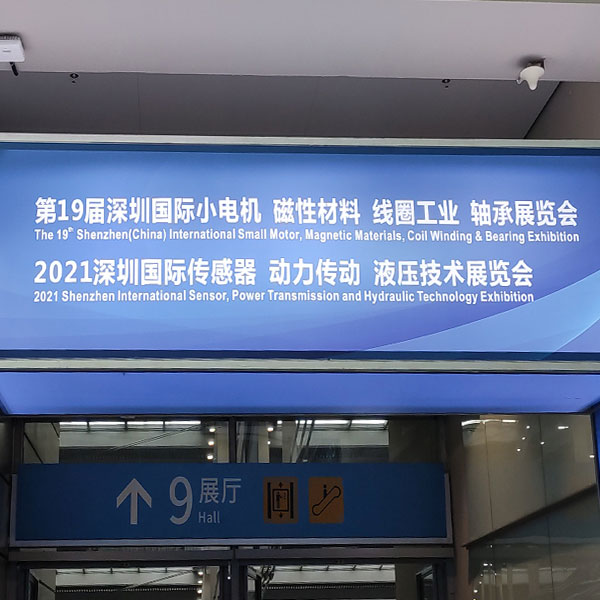 第19届深圳国际小电机 磁性材料 线圈工业 轴承展览会
The 19th Shenzhen(China) International Small Motor, Magnetic Materials, Coil Winding & Bearing Exhibition
2021深圳国际传感器 动力传动 液压技术展览会
2021 Shenzhen International Sensor, Power Transmission and Hydraulic Technology Exhibition
9展厅
Hall